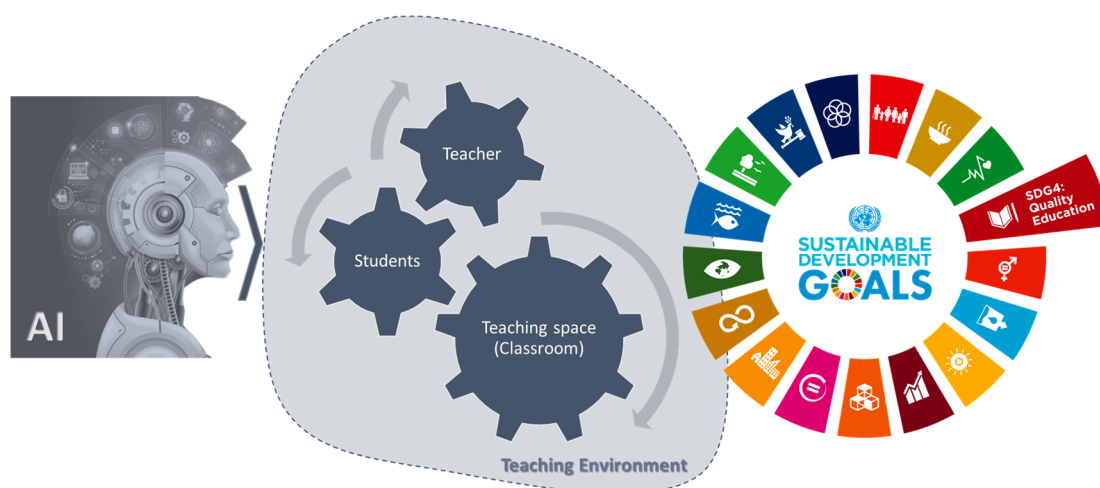 AI
Teacher
Students
Teaching space
(Classroom)
Teaching Environment
SDG4:
Quality
Education
SUSTAINABLE
DEVELOPMENT
GOALS